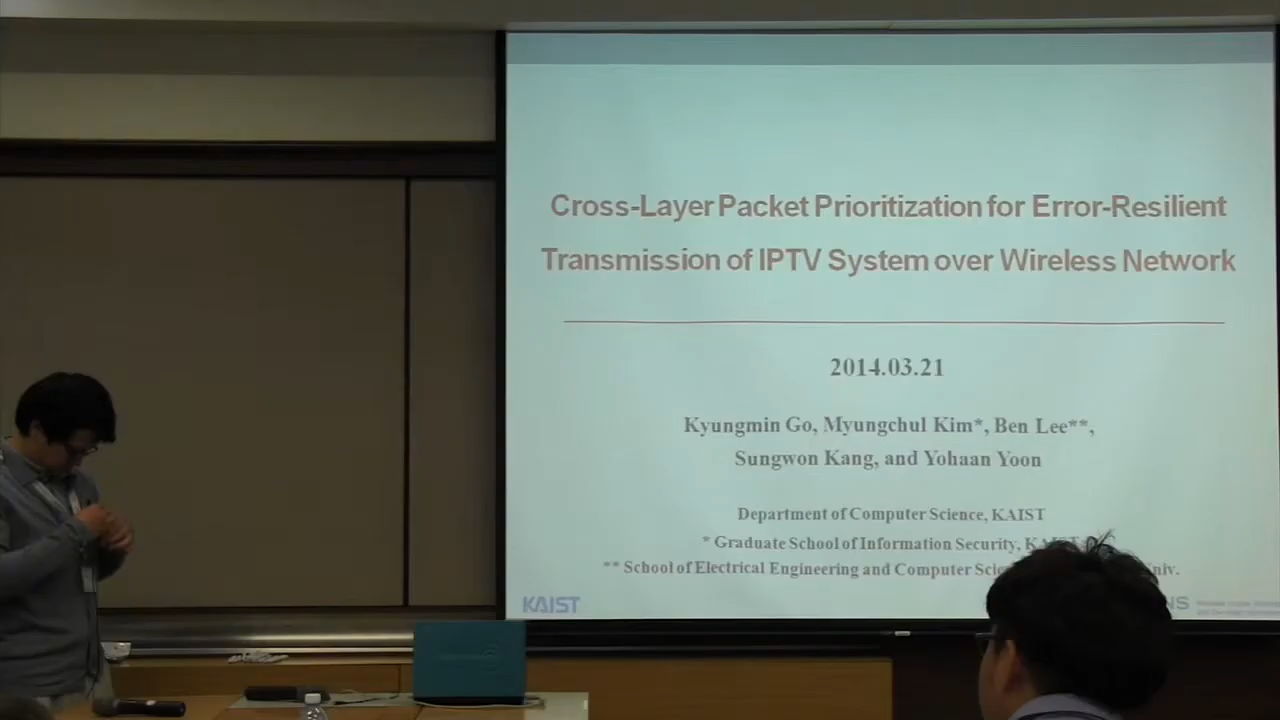 Cross-Layer Packet Prioritization for Error-Resilient
Transmission of IPTV System over Wireless Network
2014.03.21
Kyungmin Go, Myungchul Kim*, Ben Lee**,
Sungwon Kang, and Yohaan Yoon
Department of Computer Science, KAIST
* Graduate School of Information Security,
** School of Electrical Engineering and Computer
KAIST